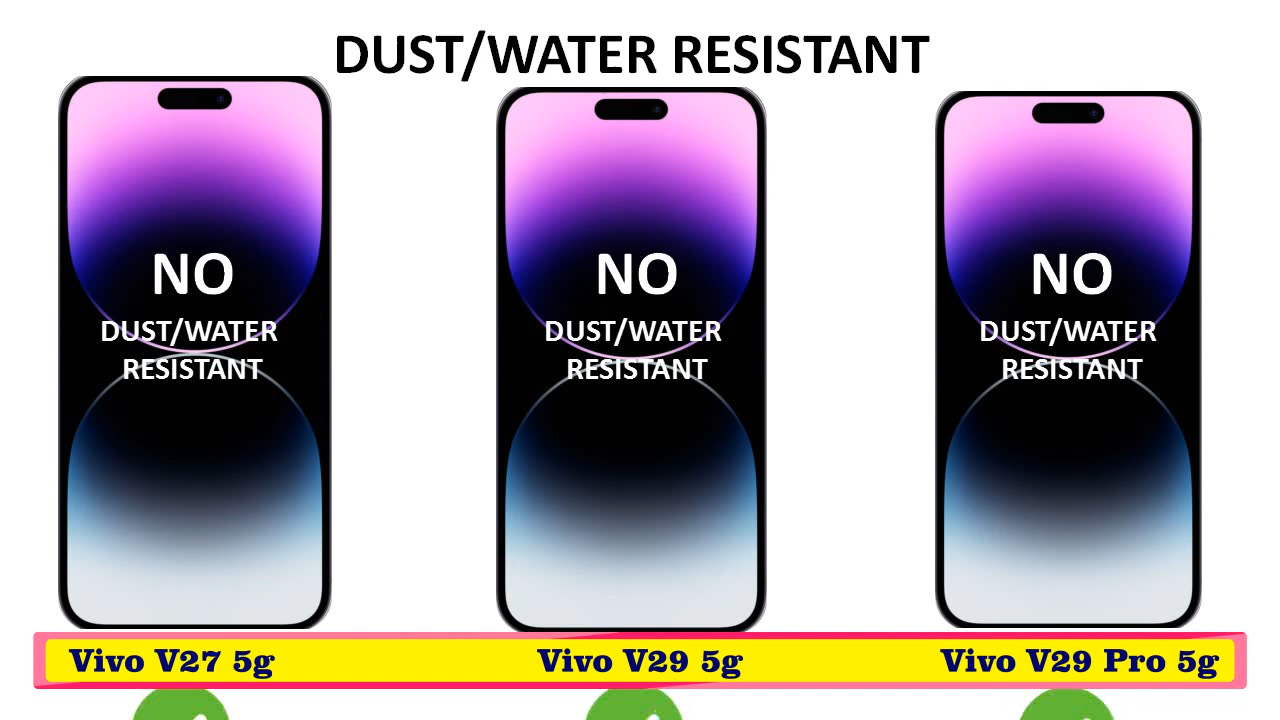 DUST/WATER RESISTANT
NO
DUST/WATER
RESISTANT
NO
DUST/WATER
RESISTANT
NO
DUST/WATER
RESISTANT
Vivo V27 5g
Vivo V29 5g
Vivo V29 Pro 5g